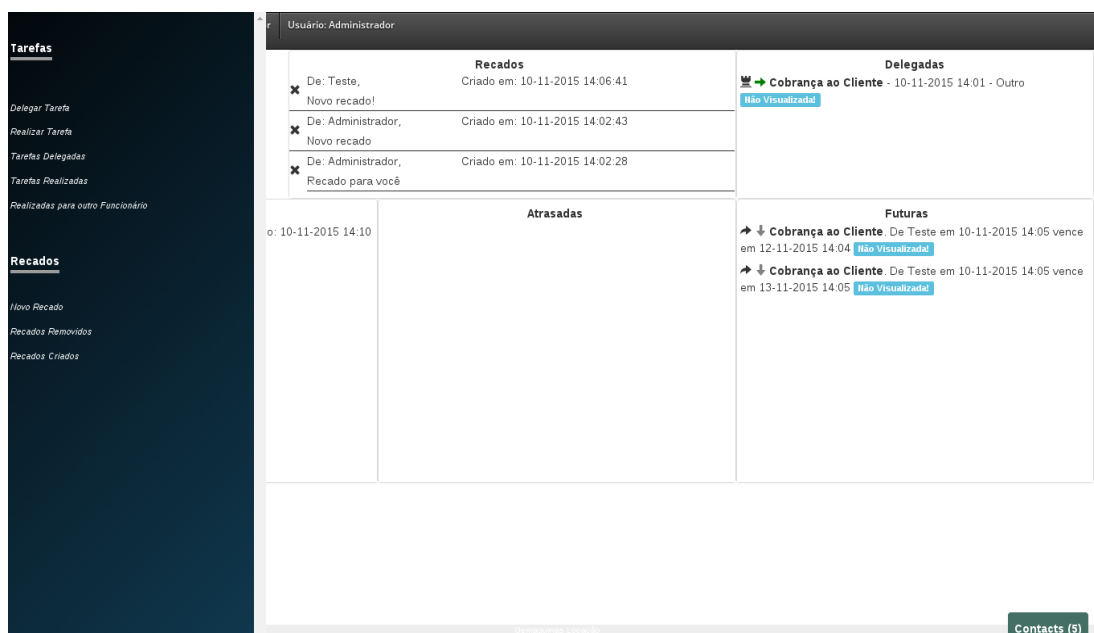 Tarefas
Delegar Tarefa
Realizar Tarefa
Tarefas Delegadas
Tarefas Realizadas
Realizadas para outro Funcionário
Recados
Novo Recado
Recados Removidos
Recados Criados
r Usuário: Administrador
Recados
De: Teste, Criado em: 10-11-2015 14:06:41
Novo recado!
De: Administrador, Criado em: 10-11-2015 14:02:43
Novo recado
De: Administrador, Criado em: 10-11-2015 14:02:28
Recado para você
Delegadas
Cobrança ao Cliente - 10-11-2015 14:01 - Outro
Não Visualizada!
o: 10-11-2015 14:10
Atrasadas
Futuras
Cobrança ao Cliente. De Teste em 10-11-2015 14:05 vence
em 12-11-2015 14:04 Não Visualizada!
Cobrança ao Cliente. De Teste em 10-11-2015 14:05 vence
em 13-11-2015 14:05 Não Visualizada!
Contacts (5)